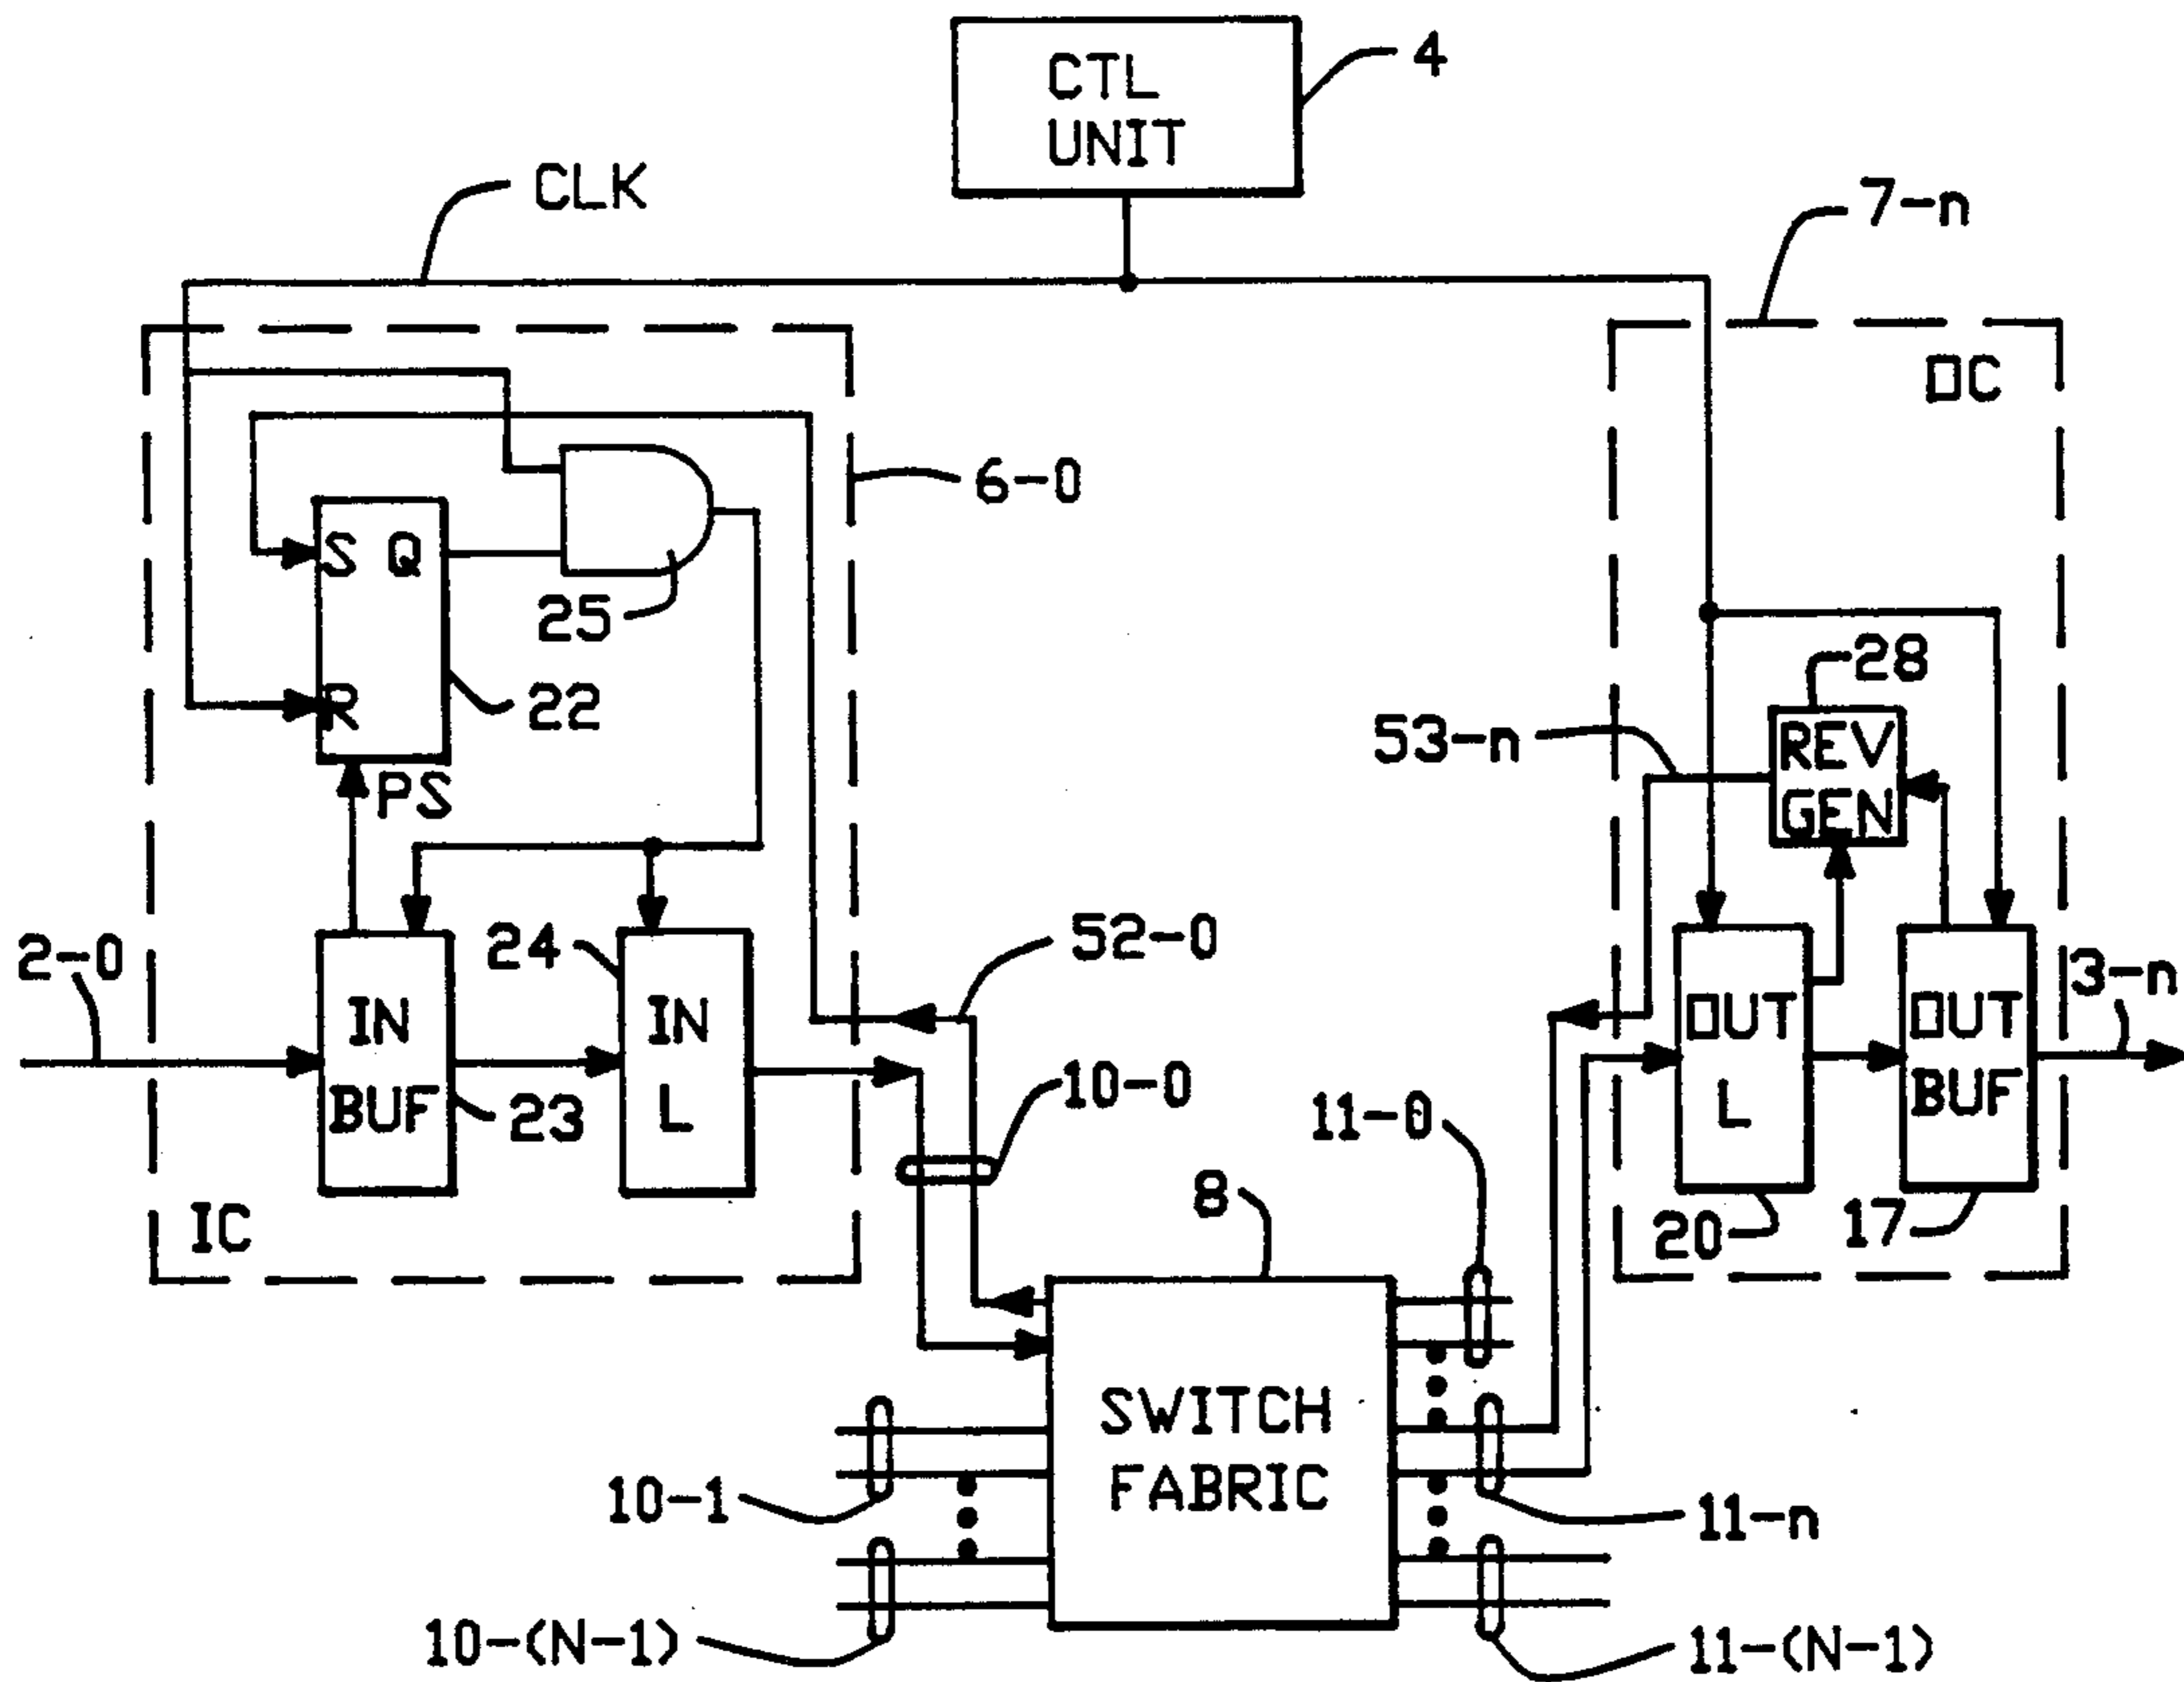 CTL
UNIT
4
CLK
7-n
OC
6-0
S Q
25
R
22
PS
28
REV
GEN
53-n
2-0
24
52-0
3-n
IN
BUF
IN
L
23
10-0
11-0
OUT
L
OUT
BUF
8
20
17
IC
SWITCH
FABRIC
10-1
11-n
10-(N-1)
11-(N-1)